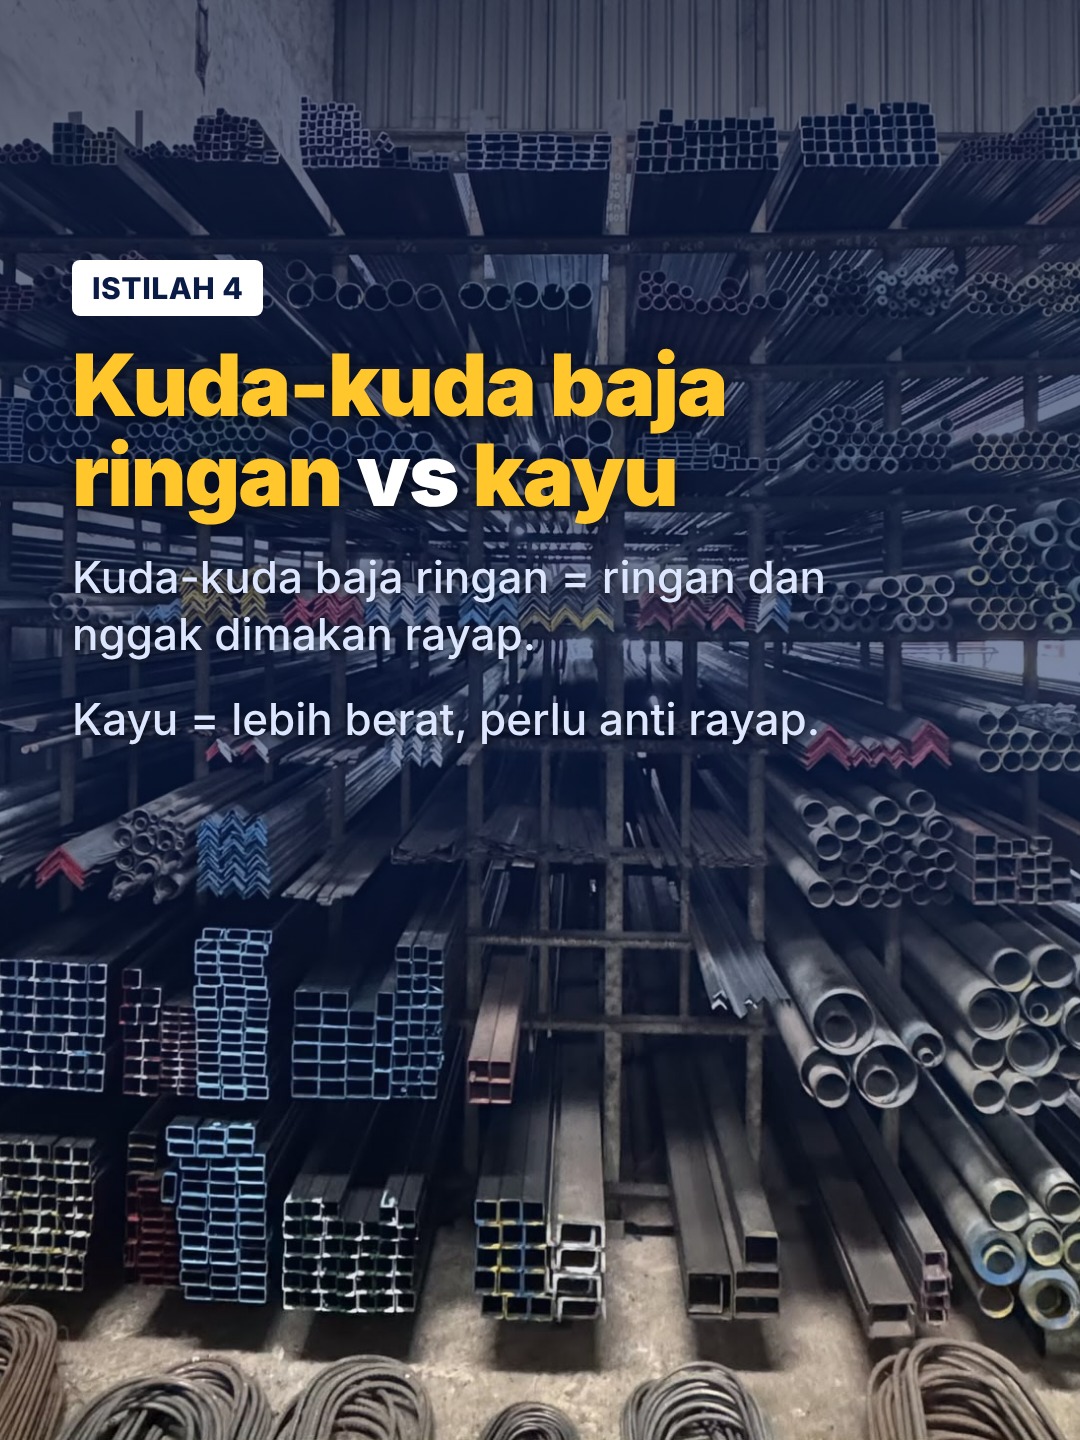 ISTILAH 4
Kuda-kuda baja
ringan vs kayu
Kuda-kuda baja ringan = ringan dan
nggak dimakan rayap.
Kayu = lebih berat, perlu anti rayap.